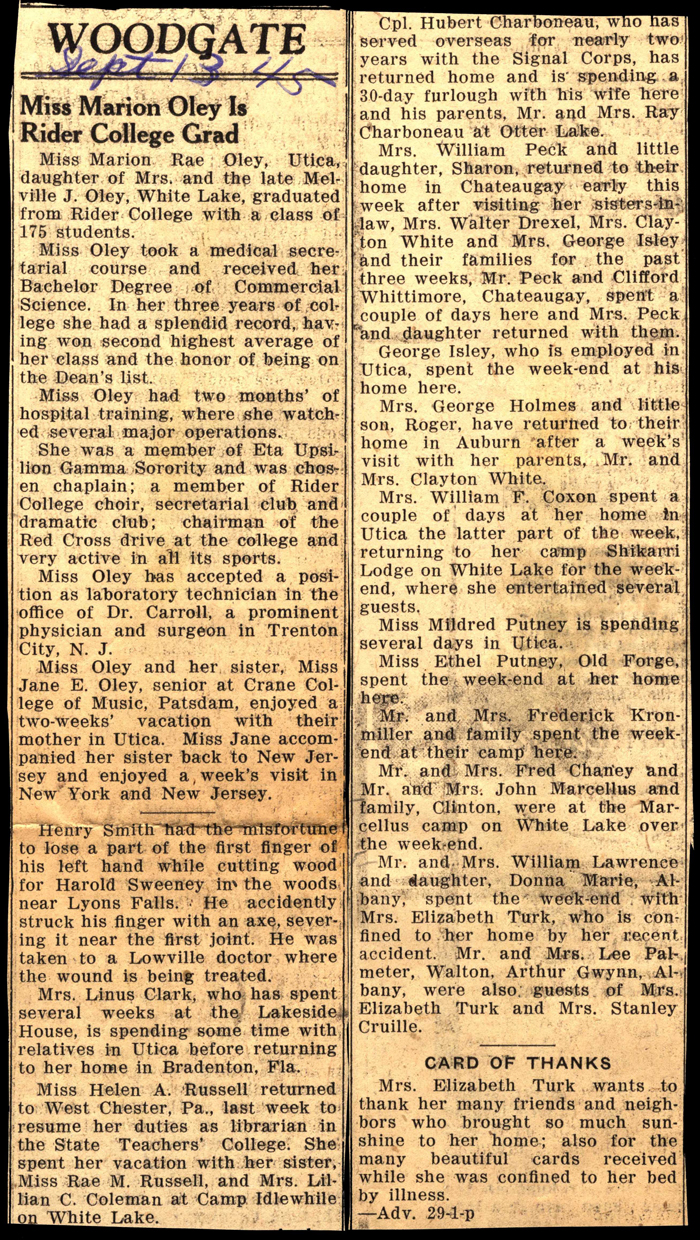 WOODGATE
Sept 13 45
Miss Marion Oley Is
Rider College Grad
Miss Marion Rae Oley, Utica,
daughter of Mrs. and the late Mel-
ville J. Oley, White Lake, graduated
from Rider College with a class of
175 students.
Miss Oley took a medical secre-
tarial course and received her
Bachelor Degree of Commercial
Science. In her three years of col-
lege she had a splendid record, hav-
ing won second highest average of
her class and the honor of being on
the Dean's list.
Miss Oley had two months' of
hospital training, where she watch-
ed several major operations.
She was a member of Eta Upsi-
lion Gamma Sorority and was chos-
en chaplain; a member of Rider
College choir, secretarial club and
dramatic club; chairman of the
Red Cross drive at the college and
very active in all its sports.
Miss Oley has accepted a posi-
tion as laboratory technician in the
office of Dr. Carroll, a prominent
physician and surgeon in Trenton
City, N. J.
Miss Oley and her sister, Miss
Jane E. Oley, senior at Crane Col-
lege of Music, Patsdam, enjoyed a
two-weeks' vacation with their
mother in Utica. Miss Jane accom-
panied her sister back to New Jer-
sey and enjoyed a week's visit in
New York and New Jersey.
Henry Smith had the misfortune
to lose a part of the first finger of
his left hand while cutting wood
for Harold Sweeney in the woods
near Lyons Falls. He accidently
struck his finger with an axe, sever-
ing it near the first joint. He was
taken to a Lowville doctor where
the wound is being treated.
Mrs. Linus Clark, who has spent
several weeks at the Lakeside
House, is spending some time with
relatives in Utica before returning
to her home in Bradenton, Fla.
Miss Helen A. Russell returned
to West Chester, Pa., last week to
resume her duties as librarian in
the State Teachers' College. She
spent her vacation with her sister,
Miss Rae M. Russell, and Mrs. Lil-
lian C. Coleman at Camp Idlewhile
on White Lake.
Cpl. Hubert Charboneau, who has
served overseas for nearly two
years with the Signal Corps, has
returned home and is spending a
30-day furlough with his wife here
and his parents, Mr. and Mrs. Ray
Charboneau at Otter Lake.
Mrs. William Peck and little
daughter, Sharon, returned to their
home in Chateaugay early this
week after visiting her sisters-in-
law, Mrs. Walter Drexel, Mrs. Clay-
ton White and Mrs. George Isley
and their families for the past
three weeks, Mr. Peck and Clifford
Whittimore, Chateaugay, spent a
couple of days here and Mrs. Peck
and daughter returned with them.
George Isley, who is employed in
Utica, spent the week-end at his
home here.
Mrs. George Holmes and little
son, Roger, have returned to their
home in Auburn after a week's
visit with her parents, Mr. and
Mrs. Clayton White.
Mrs. William F. Coxon spent a
couple of days at her home in
Utica the latter part of the week,
returning to her camp Shikarri
Lodge on White Lake for the week-
end, where she entertained several
guests.
Miss Mildred Putney is spending
several days in Utica.
Miss Ethel Putney, Old Forge,
spent the week-end at her home
here.
Mr. and Mrs. Frederick Kron-
miller and family spent the week-
end at their camp here.
Mr. and Mrs. Fred Chaney and
Mr. and Mrs. John Marcellus and
family, Clinton, were at the Mar-
cellus camp on White Lake over
the week-end.
Mr. and Mrs. William Lawrence
and daughter, Donna Marie, Al-
bany, spent the week-end with
Mrs. Elizabeth Turk, who is con-
fined to her home by her recent
accident. Mr. and Mrs. Lee Pal-
meter, Walton, Arthur Gwynn, Al-
bany, were also guests of Mrs.
Elizabeth Turk and Mrs. Stanley
Cruille.
CARD OF THANKS
Mrs. Elizabeth Turk wants to
thank her many friends and neigh-
bors who brought so much sun-
shine to her home; also for the
many beautiful cards received
while she was confined to her bed
by illness.
—Adv. 29-1-p